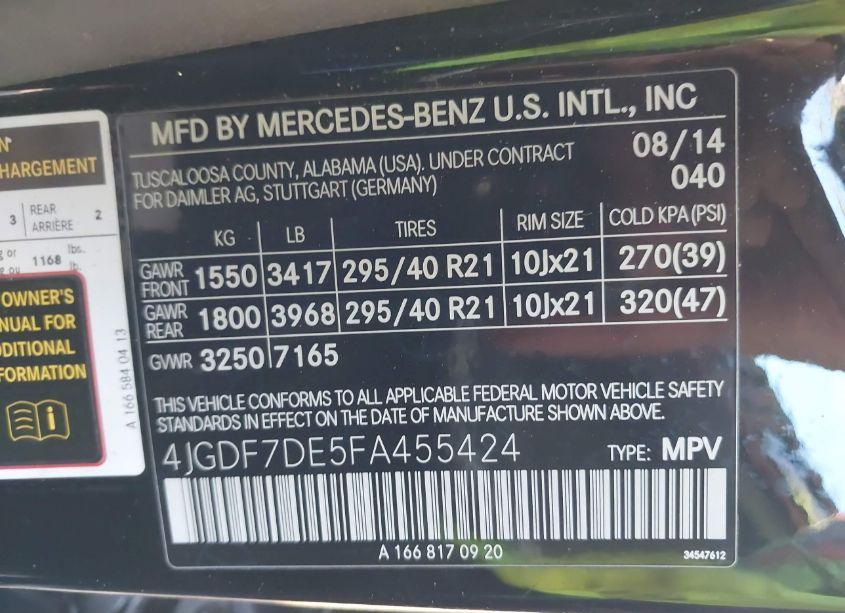 N*
HARGEMENT
3 REAR ARRIÈRE 2
g or 1168 lbs.
ou lb.
OWNER'S
NUAL FOR
DDITIONAL
FORMATION
A 166 584 04 13
MFD BY MERCEDES-BENZ U.S. INTL., INC
TUSCALOOSA COUNTY, ALABAMA (USA). UNDER CONTRACT 08/14
FOR DAIMLER AG, STUTTGART (GERMANY) 040
KG LB TIRES RIM SIZE COLD KPA (PSI)
GAWR FRONT 1550 3417 295/40 R21 10Jx21 270(39)
GAWR REAR 1800 3968 295/40 R21 10Jx21 320(47)
GVWR 3250 7165
THIS VEHICLE CONFORMS TO ALL APPLICABLE FEDERAL MOTOR VEHICLE SAFETY
STANDARDS IN EFFECT ON THE DATE OF MANUFACTURE SHOWN ABOVE.
4JGDF7DE5FA455424 TYPE: MPV
A 166 817 09 20 34547612